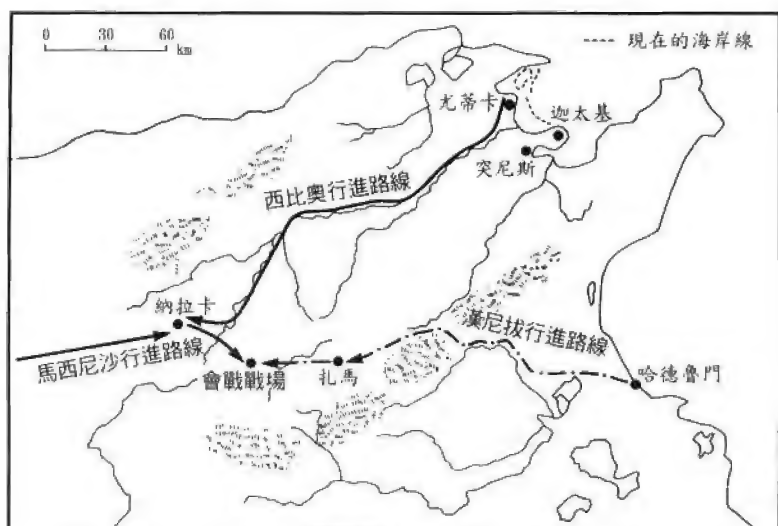 0 30 60
km
現在的海岸線
尤蒂卡
迦太基
突尼斯
西比奧行進路線
納拉卡
漢尼拔行進路線
馬西尼沙行進路線
會戰戰場
扎馬
哈德魯門